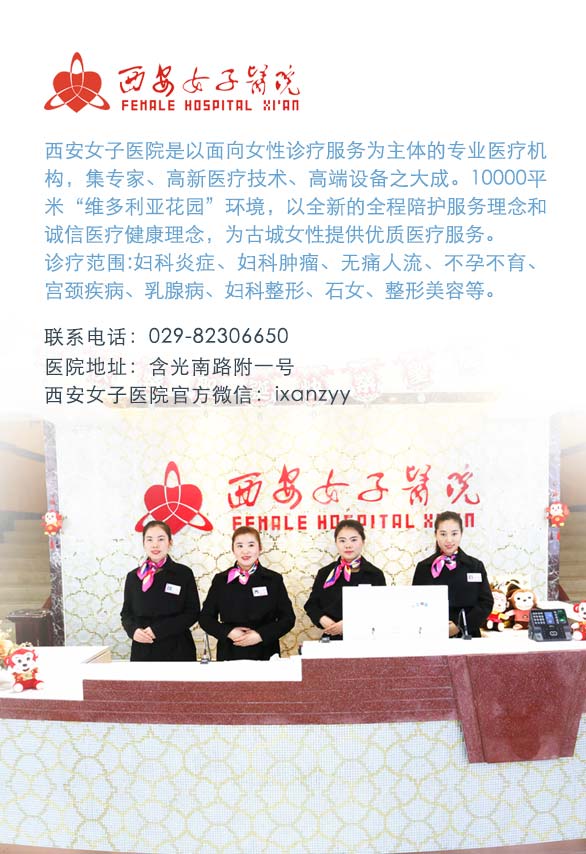 西安女子醫院
FEMALE HOSPITAL XI'AN
西安女子医院是以面向女性诊疗服务为主体的专业医疗机
构，集专家、高新医疗技术、高端设备之大成。10000平
米“维多利亚花园”环境，以全新的全程陪护服务理念和
诚信医疗健康理念，为古城女性提供优质医疗服务。
诊疗范围:妇科炎症、妇科肿瘤、无痛人流、不孕不育、
宫颈疾病、乳腺病、妇科整形、石女、整形美容等。
联系电话：029-82306650
医院地址：含光南路附一号
西安女子医院官方微信：ixanzyy
西安女子醫院
FEMALE HOSPITAL XI'AN